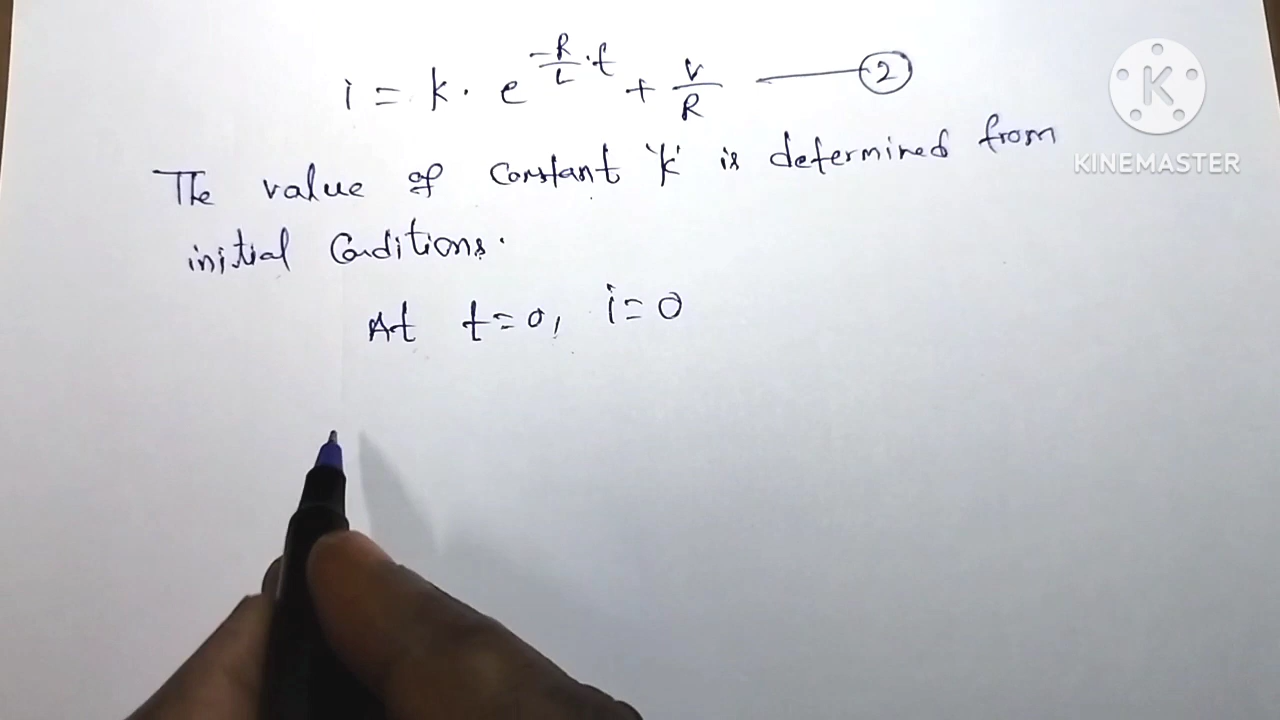 i = k. e^{-R/L .t} + V/R —— 2
KINEMASTER
The value of constant 'k' is determined from
initial Conditions.
At t=0, i=0